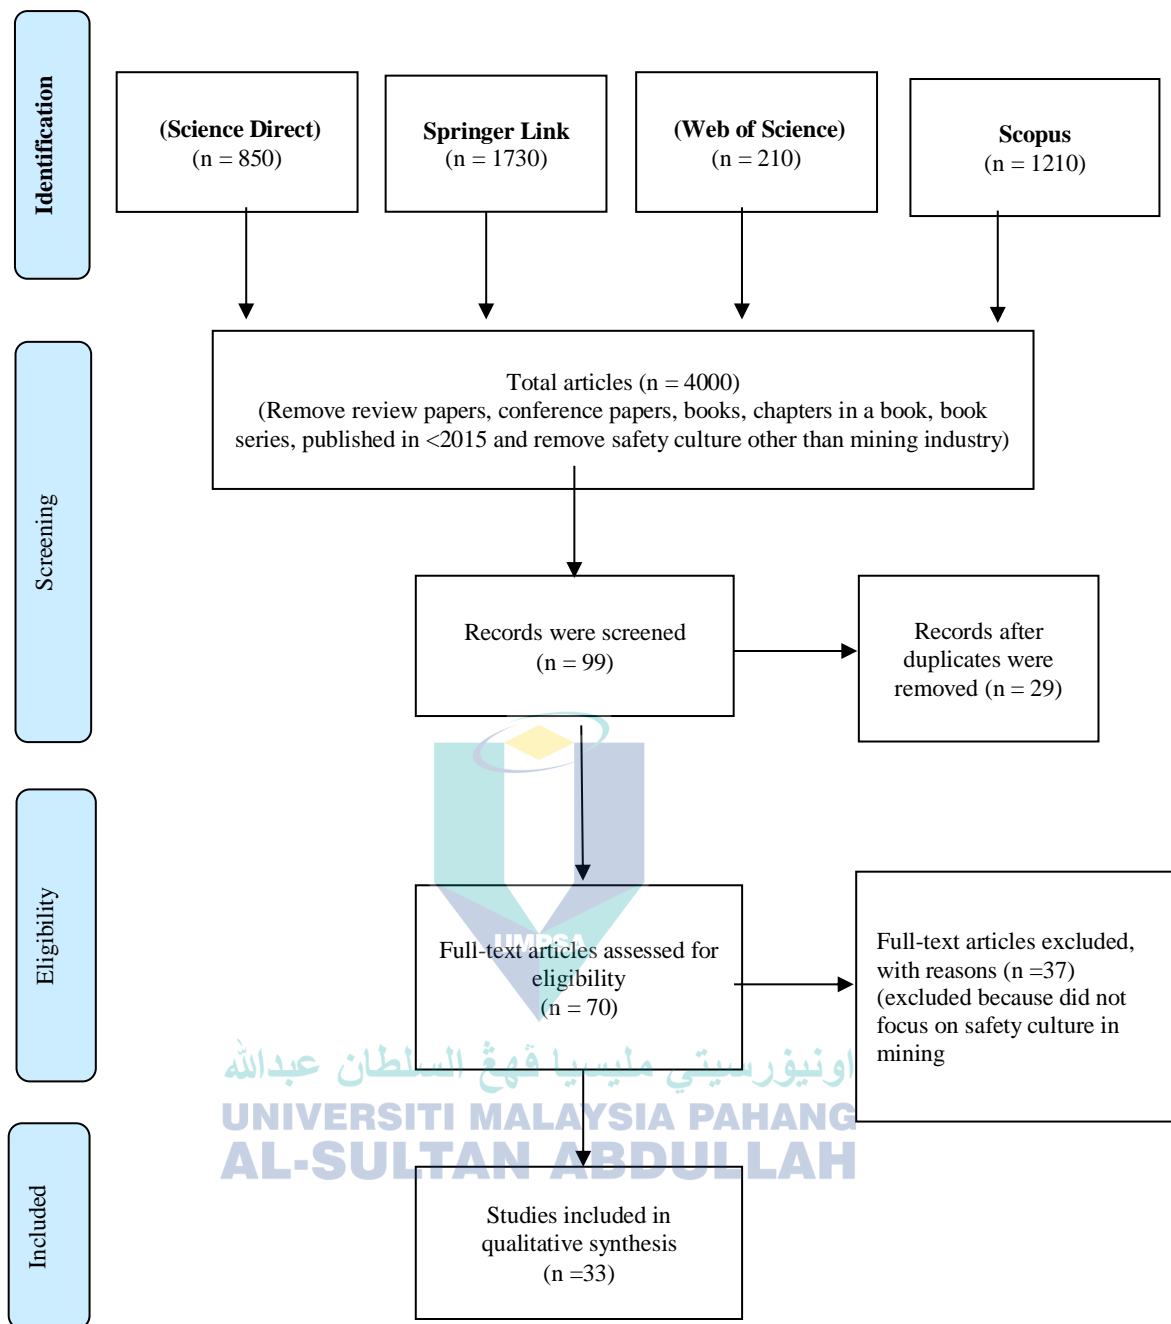 Identification
(Science Direct)
(n = 850)
Springer Link
(n = 1730)
(Web of Science)
(n = 210)
Scopus
(n = 1210)
Screening
Total articles (n = 4000)
(Remove review papers, conference papers, books, chapters in a book, book
series, published in <2015 and remove safety culture other than mining industry)
Records were screened
(n = 99)
Records after
duplicates were
removed (n = 29)
Eligibility
UMPSA
Full-text articles assessed for
eligibility
(n = 70)
Full-text articles excluded,
with reasons (n =37)
(excluded because did not
focus on safety culture in
mining
اونيۏرسيتي مليسيا ڤهڠ السلطان عبدالله
UNIVERSITI MALAYSIA PAHANG
AL-SULTAN ABDULLAH
Included
Studies included in
qualitative synthesis
(n =33)